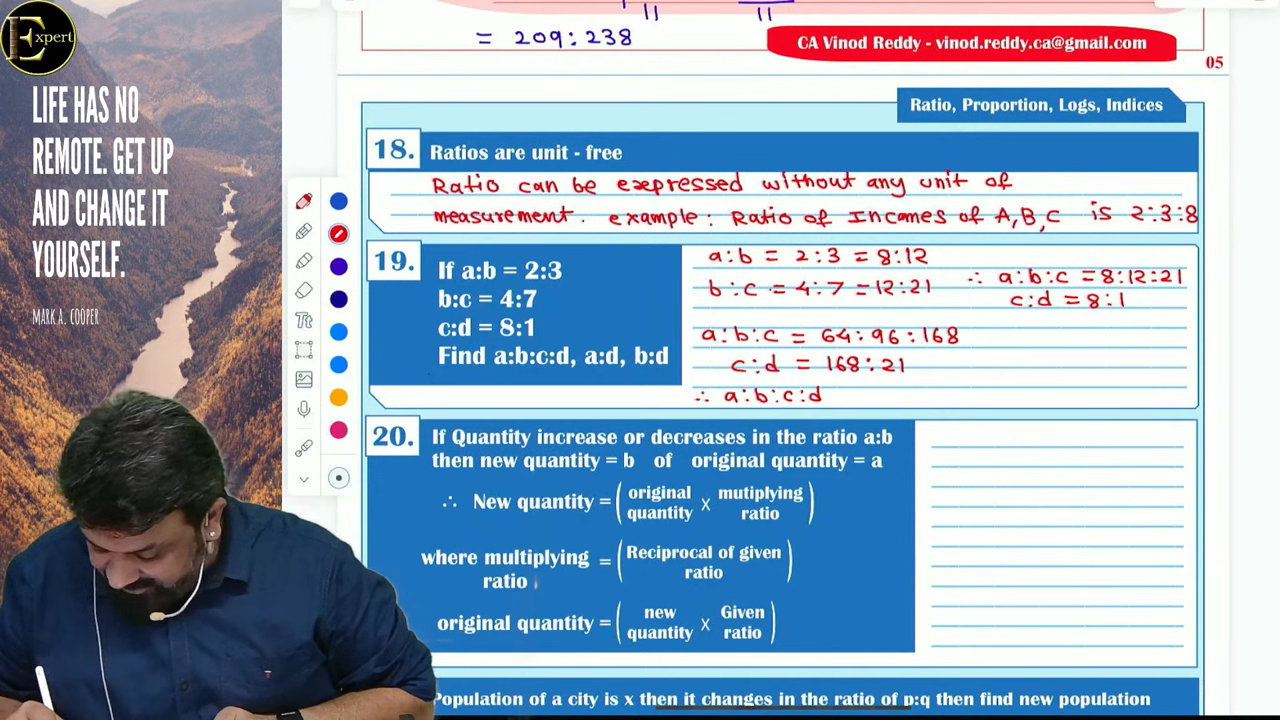 Expert
LIFE HAS NO
REMOTE. GET UP
AND CHANGE IT
YOURSELF.
MARK A. COOPER
11
11
= 209:238
CA Vinod Reddy - vinod.reddy.ca@gmail.com
05
Ratio, Proportion, Logs, Indices
18. Ratios are unit - free
Ratio can be expressed without any unit of
measurement. example: Ratio of Incomes of A,B,C is 2:3:8
19. If a:b = 2:3
b:c = 4:7
c:d = 8:1
Find a:b:c:d, a:d, b:d
a:b = 2:3 = 8:12
b:c = 4:7 = 12:21
∴ a:b:c = 8:12:21
c:d = 8:1
a:b:c = 64:96:168
c:d = 168:21
∴ a:b:c:d
20. If Quantity increase or decreases in the ratio a:b
then new quantity = b of original quantity = a
∴ New quantity = (original quantity x mutiplying ratio)
where multiplying ratio = (Reciprocal of given ratio)
original quantity = (new quantity x Given ratio)
Population of a city is x then it changes in the ratio of p:q then find new population
Tt